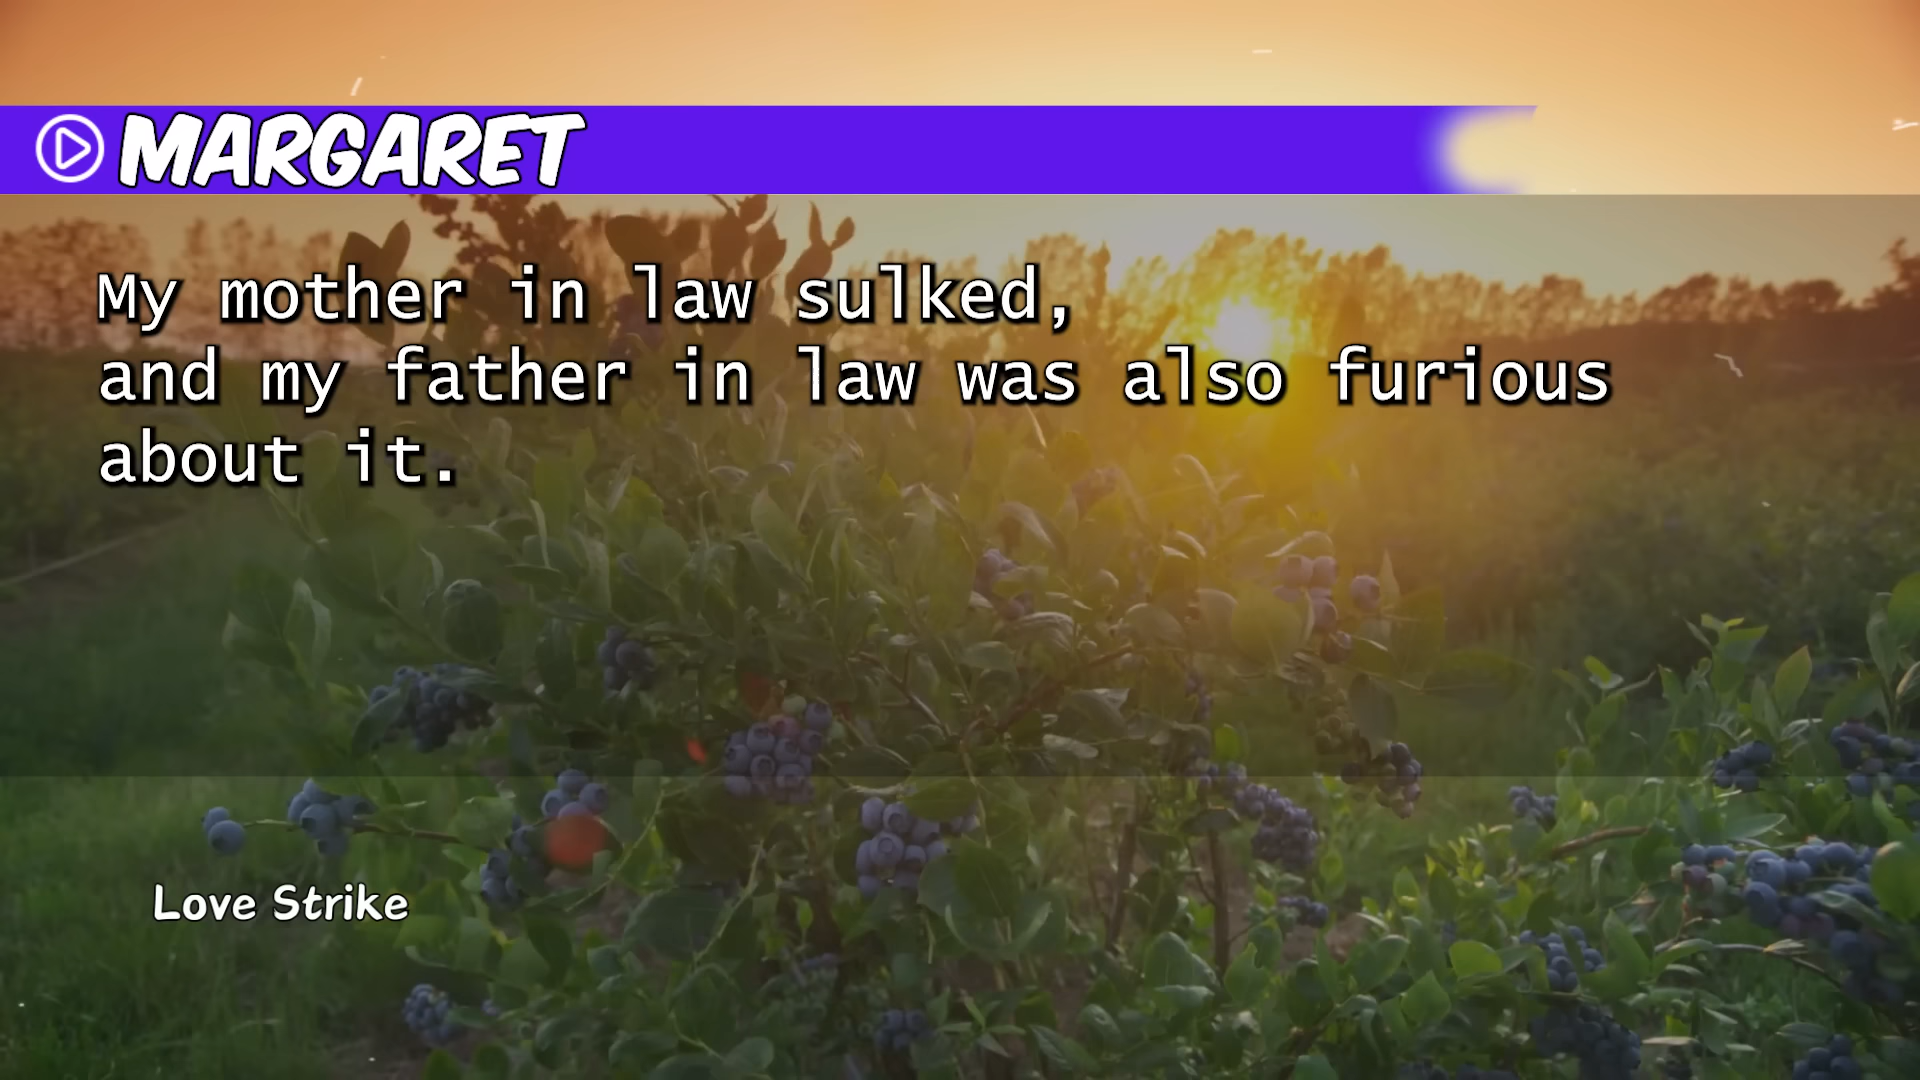 MARGARET
My mother in law sulked,
and my father in law was also furious
about it.
Love Strike